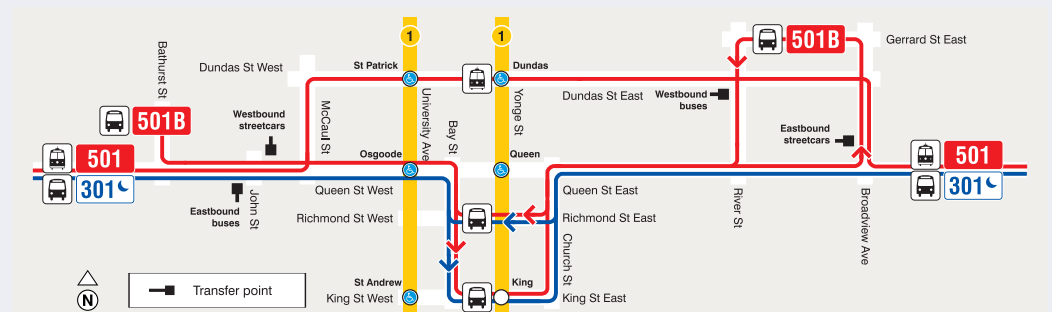 1
1
501B
Gerrard St East
Bathurst St
Dundas St West
St Patrick
Dundas
Dundas St East
Westbound
buses
McCaul St
University Ave
Yonge St
Bay St
501B
Westbound
streetcars
Eastbound
streetcars
501
301
Osgoode
Queen
501
301
Queen St West
Queen St East
John St
Eastbound
buses
Richmond St West
Richmond St East
River St
Broadview Ave
Church St
St Andrew
King
King St West
King St East
N
Transfer point